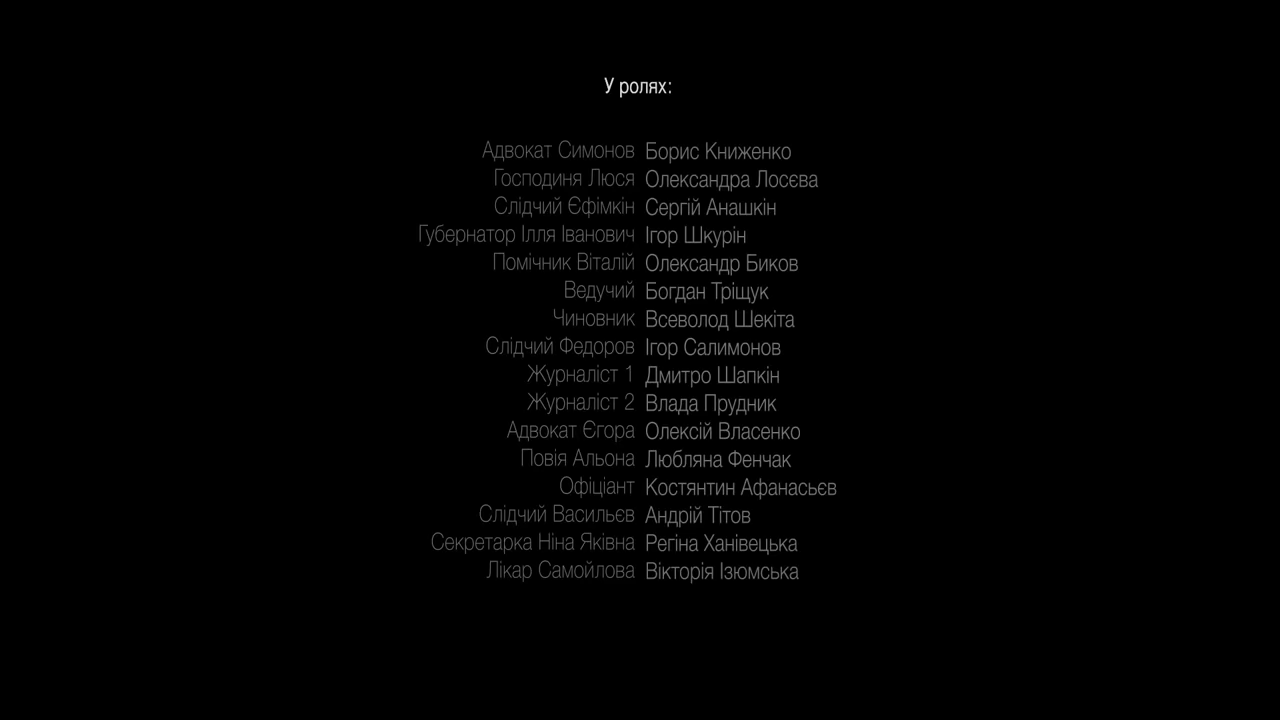 У ролях:
Адвокат Симонов Борис Книженко
Господиня Люся Олександра Лосєва
Слідчий Єфімкін Сергій Анашкін
Губернатор Ілля Іванович Ігор Шкурін
Помічник Віталій Олександр Биков
Ведучий Богдан Тріщук
Чиновник Всеволод Шекіта
Слідчий Федоров Ігор Салимонов
Журналіст 1 Дмитро Шапкін
Журналіст 2 Влада Прудник
Адвокат Єгора Олексій Власенко
Повія Альона Любляна Фенчак
Офіціант Костянтин Афанасьєв
Слідчий Васильєв Андрій Тітов
Секретарка Ніна Яківна Регіна Ханівецька
Лікар Самойлова Вікторія Ізюмська